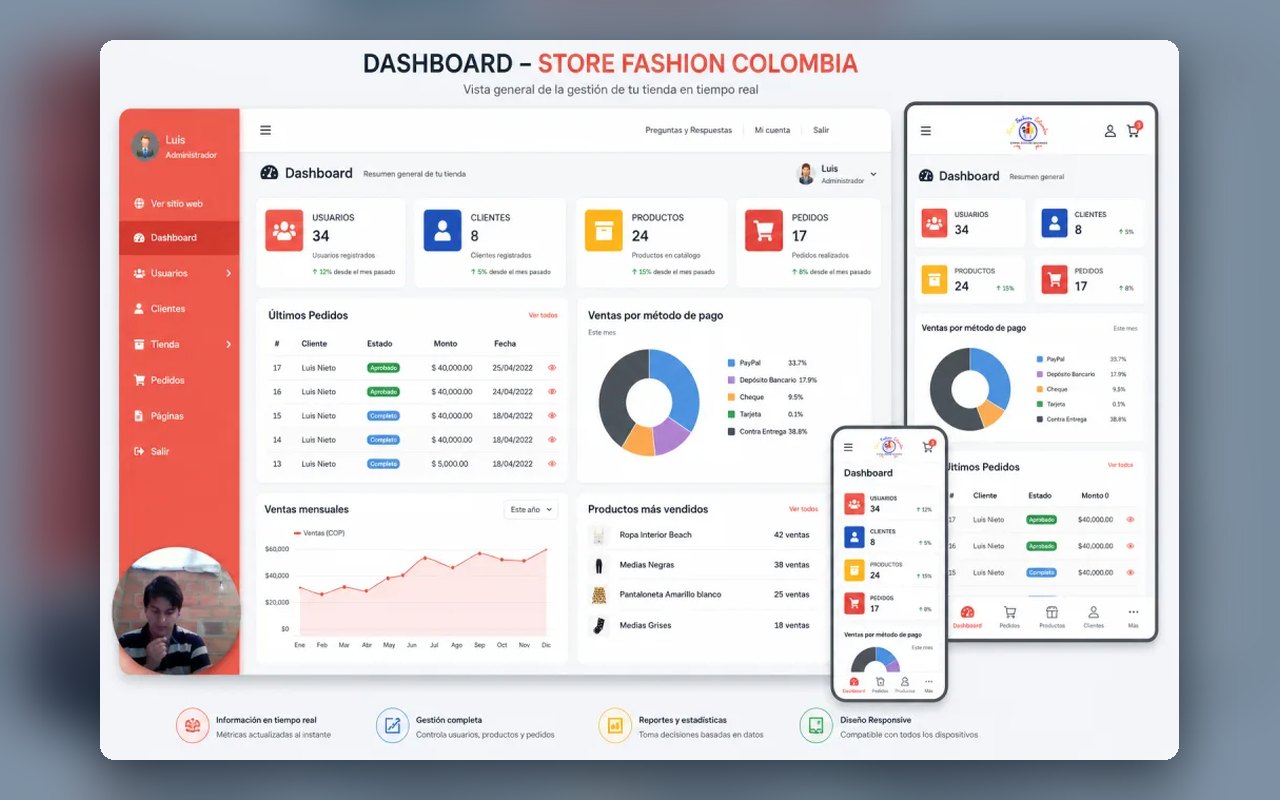 DASHBOARD – STORE FASHION COLOMBIA
Vista general de la gestión de tu tienda en tiempo real
Luis
Administrador
Ver sitio web
Dashboard
Usuarios
Clientes
Tienda
Pedidos
Páginas
Salir
Preguntas y Respuestas
Mi cuenta
Salir
Dashboard
Resumen general de tu tienda
Luis
Administrador
USUARIOS
34
Usuarios registrados
↑ 12% desde el mes pasado
CLIENTES
8
Clientes registrados
↑ 5% desde el mes pasado
PRODUCTOS
24
Productos en catálogo
↑ 15% desde el mes pasado
PEDIDOS
17
Pedidos realizados
↑ 8% desde el mes pasado
Últimos Pedidos
Ver todos
# Cliente Estado Monto Fecha
17 Luis Nieto Aprobado $ 40,000.00 25/04/2022
16 Luis Nieto Aprobado $ 40,000.00 24/04/2022
15 Luis Nieto Completo $ 40,000.00 18/04/2022
14 Luis Nieto Completo $ 40,000.00 18/04/2022
13 Luis Nieto Completo $ 5,000.00 18/04/2022
Ventas por método de pago
Este mes
PayPal 33.7%
Depósito Bancario 17.9%
Cheque 9.5%
Tarjeta 0.1%
Contra Entrega 38.8%
Ventas mensuales
Este año
Ventas (COP)
$60,000
$40,000
$20,000
$0
Ene Feb Mar Abr May Jun Jul Ago Sep Oct Nov Dic
Productos más vendidos
Ver todos
Ropa Interior Beach 42 ventas
Medias Negras 38 ventas
Pantaloneta Amarillo blanco 25 ventas
Medias Grises 18 ventas
3
Dashboard
Resumen general
USUARIOS
34
CLIENTES
8
↑ 5%
PRODUCTOS
24
↑ 15%
PEDIDOS
17
↑ 8%
Ventas por método de pago
Este mes
PayPal 33.7%
Depósito Bancario 17.9%
Cheque 9.5%
Tarjeta 0.1%
Contra Entrega 38.8%
Últimos Pedidos
Ver todos
# Cliente Estado Monto 0
17 Luis Nieto Aprobado $40,000.00
16 Luis Nieto Aprobado $40,000.00
15 Luis Nieto Completo $40,000.00
Dashboard
Pedidos
Productos
Clientes
Más
Dashboard
USUARIOS
34
↑ 12%
CLIENTES
8
↑ 5%
PRODUCTOS
24
↑ 15%
PEDIDOS
17
↑ 8%
Ventas por método de pago
Este mes
Dashboard
Pedidos
Productos
Más
Información en tiempo real
Métricas actualizadas al instante
Gestión completa
Controla usuarios, productos y pedidos
Reportes y estadísticas
Toma decisiones basadas en datos
Diseño Responsive
Compatible con todos los dispositivos